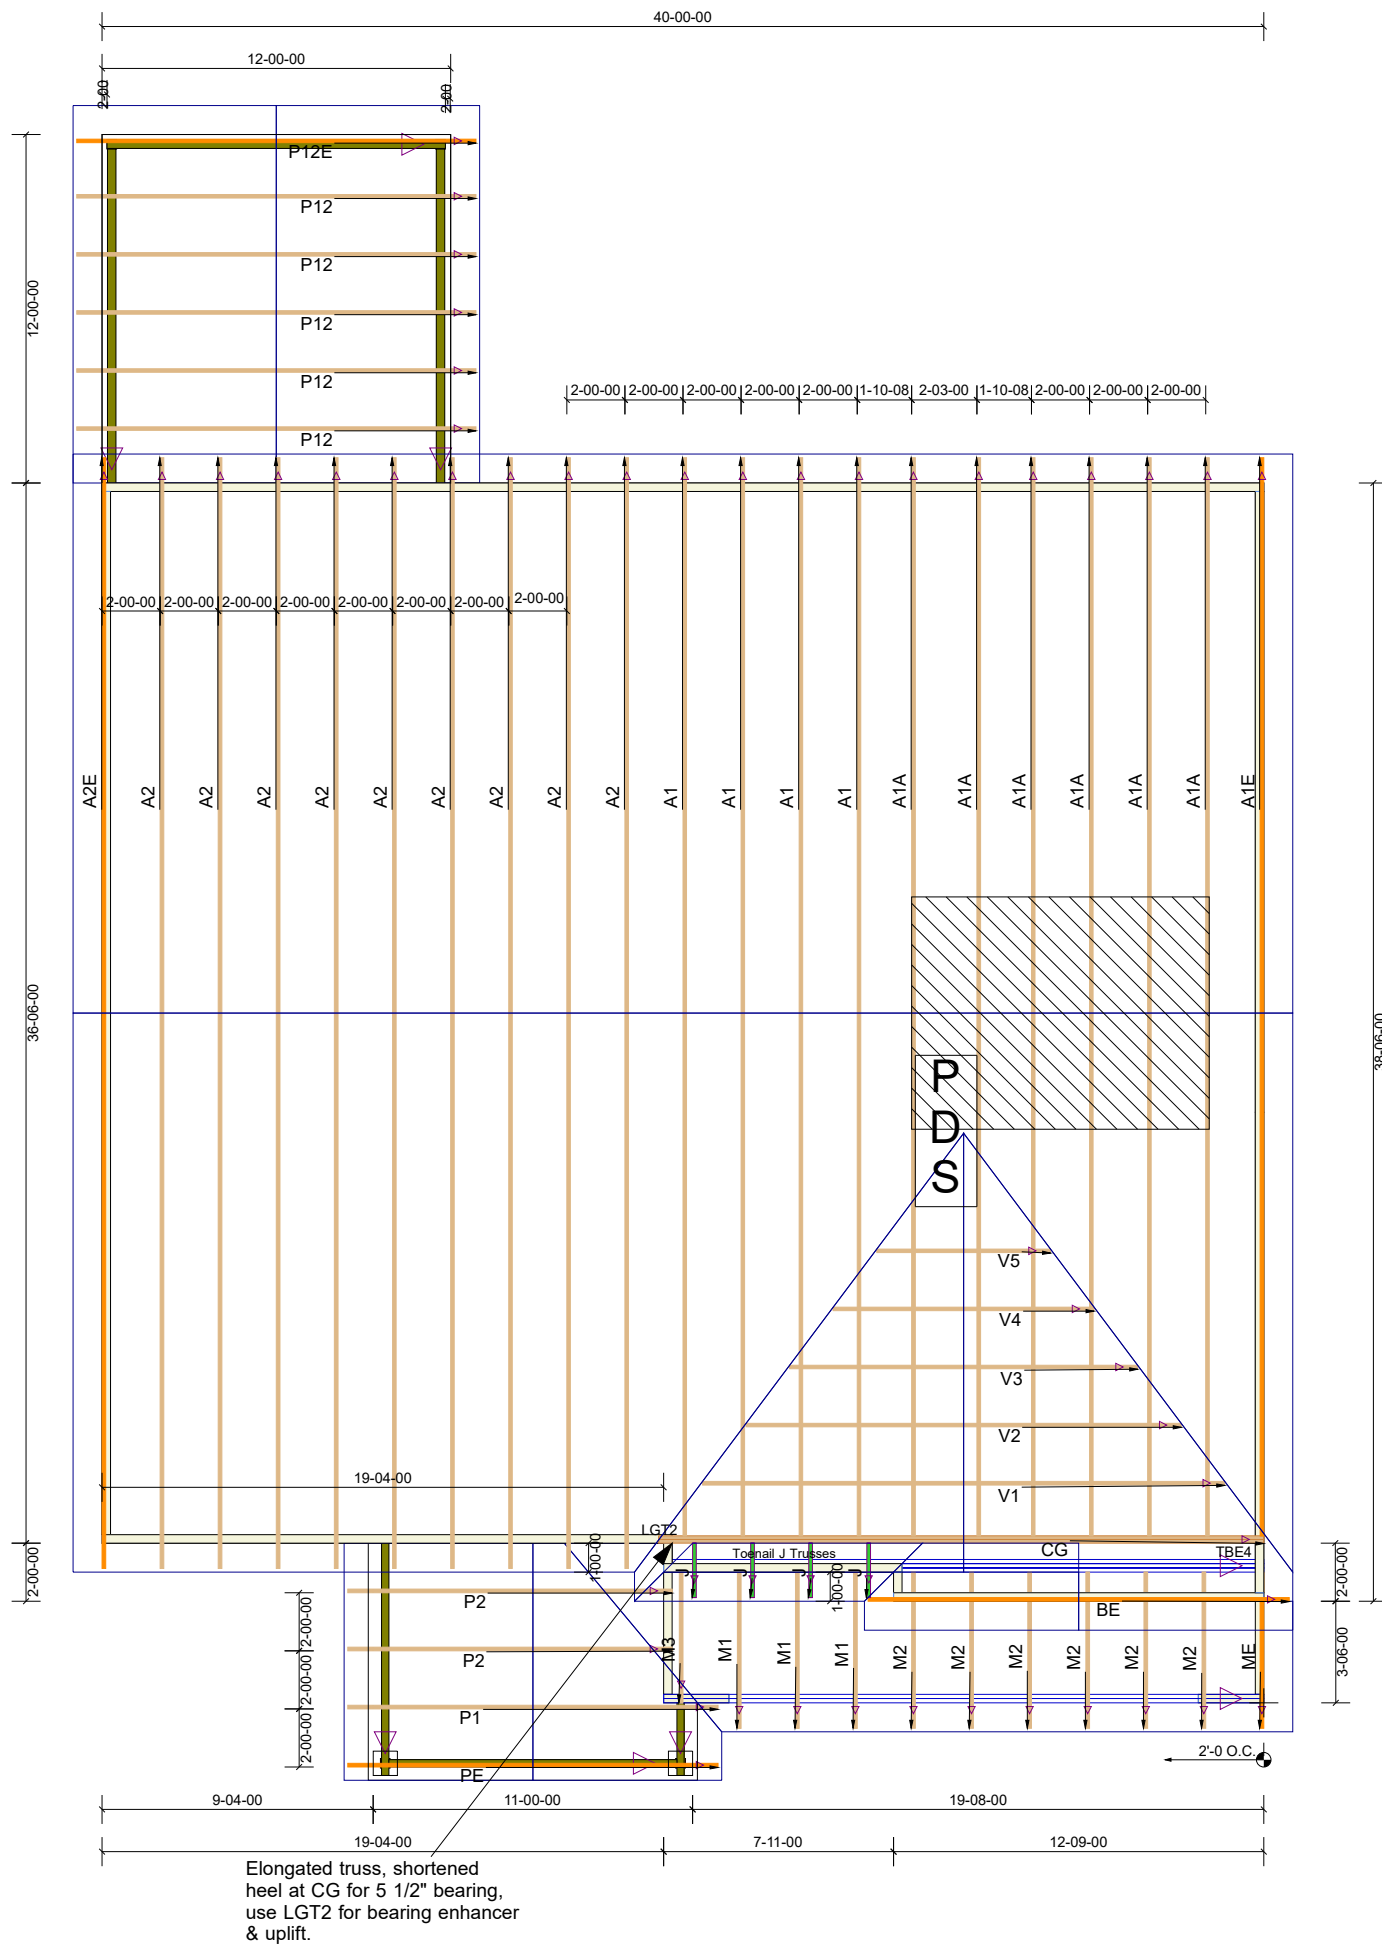 40-00-00
12-00-00
2-00
2-00
P12E
P12
P12
P12
P12
P12
12-00-00
2-00-00
2-00-00
2-00-00
2-00-00
2-00-00
1-10-08
2-03-00
1-10-08
2-00-00
2-00-00
2-00-00
2-00-00
2-00-00
2-00-00
2-00-00
2-00-00
2-00-00
2-00-00
2-00-00
A2E
A2
A2
A2
A2
A2
A2
A2
A2
A2
A1
A1
A1
A1
A1A
A1A
A1A
A1A
A1A
A1A
A1E
36-06-00
38-06-00
P
D
S
V5
V4
V3
V2
V1
19-04-00
LGT2
Toenail J Trusses
CG
TBE4
J
J
J
J
1-00-00
1-00-00
2-00-00
2-00-00
BE
P2
P2
P1
PE
2-00-00
2-00-00
2-00-00
M3
M1
M1
M1
M2
M2
M2
M2
M2
M2
ME
3-06-00
2'-0 O.C.
9-04-00
11-00-00
19-08-00
19-04-00
7-11-00
12-09-00
Elongated truss, shortened
heel at CG for 5 1/2" bearing,
use LGT2 for bearing enhancer
& uplift.